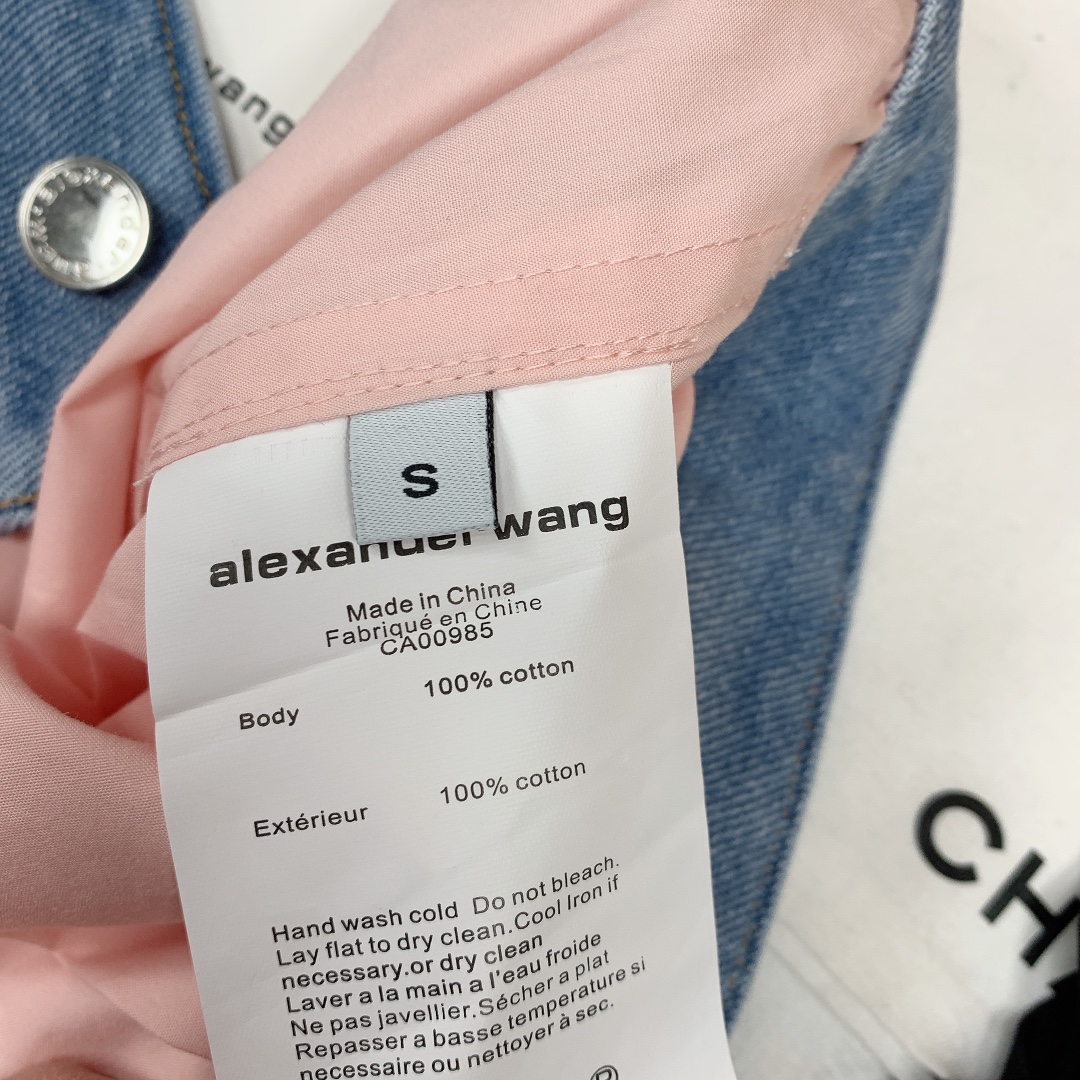 xang
S
alexander wang
Made in China
Fabriqué en Chine
CA00985
Body 100% cotton
Extérieur 100% cotton
Hand wash cold Do not bleach.
Lay flat to dry clean.Cool Iron if
necessary.or dry clean
Laver a la main a l'eau froide
Ne pas javellier.Sécher a plat
Repasser a basse temperature si
necessaire ou nettoyer à sec.
®
CH